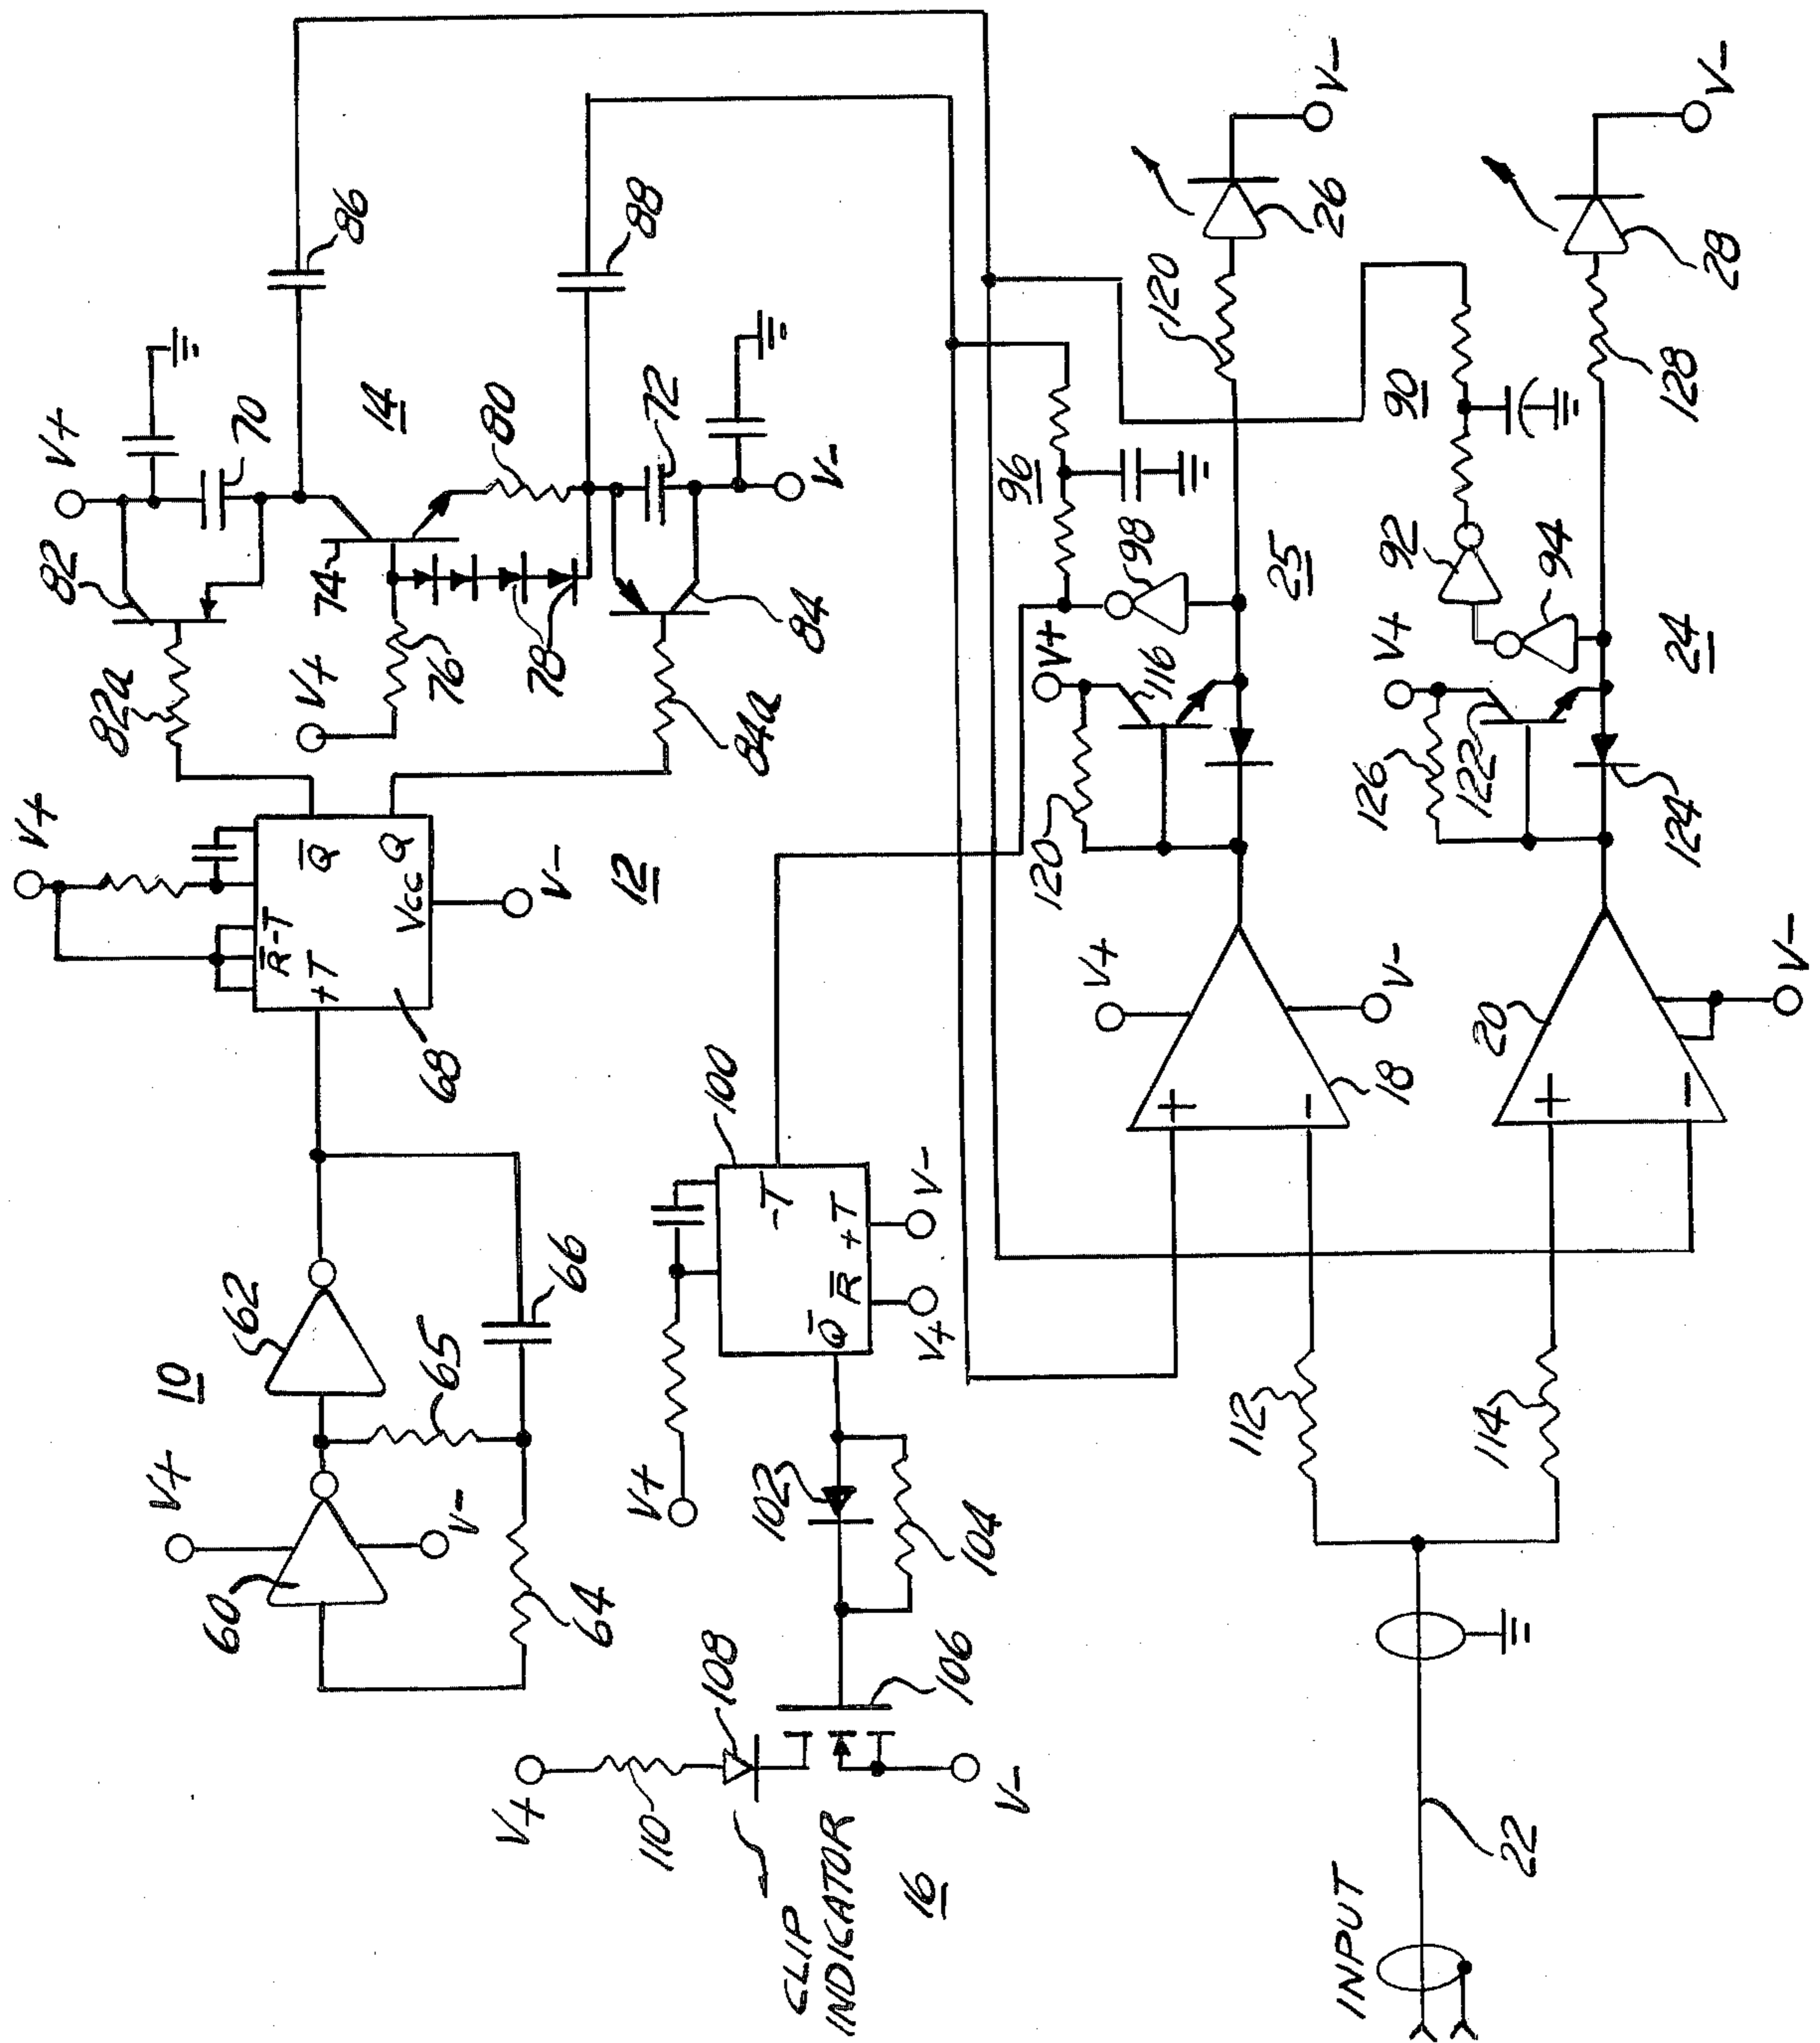 V+
10
60
62
V+
V-
65
64
66
V+
R̅-T
+T
Q̅
Q
Vcc
V-
68
12
82a
82
V+
70
86
14
74
V+
76
78
80
88
72
84
84a
V-
V+
110
108
CLIP
INDICATOR
16
106
V-
102
104
V+
100
-T
Q̅
R̅
+T
V+
V-
96
98
V+
116
120
25
120
26
V-
90
92
94
V+
126
122
124
24
128
28
V-
V+
V-
18
20
V-
+
-
+
-
112
114
INPUT
22